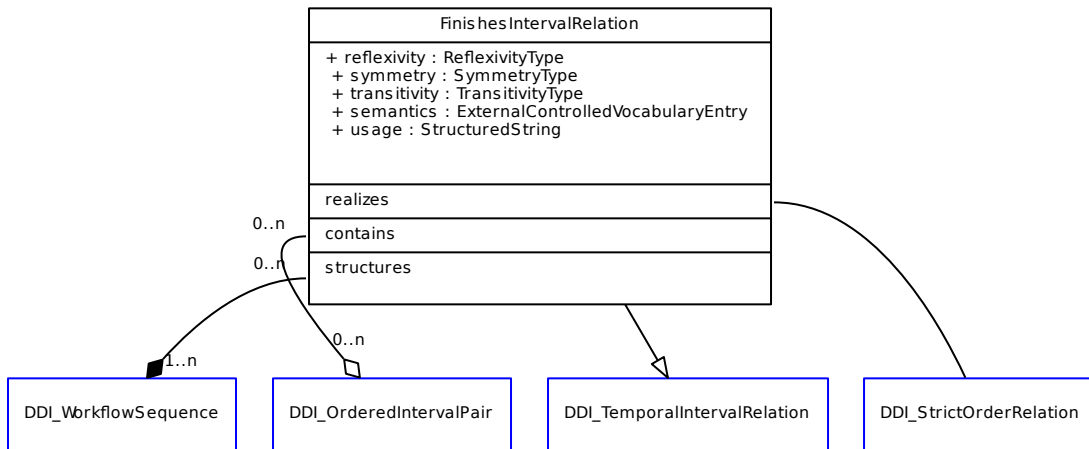 FinishesIntervalRelation
+ reflexivity : ReflexivityType
+ symmetry : SymmetryType
+ transitivity : TransitivityType
+ semantics : ExternalControlledVocabularyEntry
+ usage : StructuredString
realizes
0..n
contains
0..n
structures
0..n
1..n
DDI_WorkflowSequence
DDI_OrderedIntervalPair
DDI_TemporalIntervalRelation
DDI_StrictOrderRelation